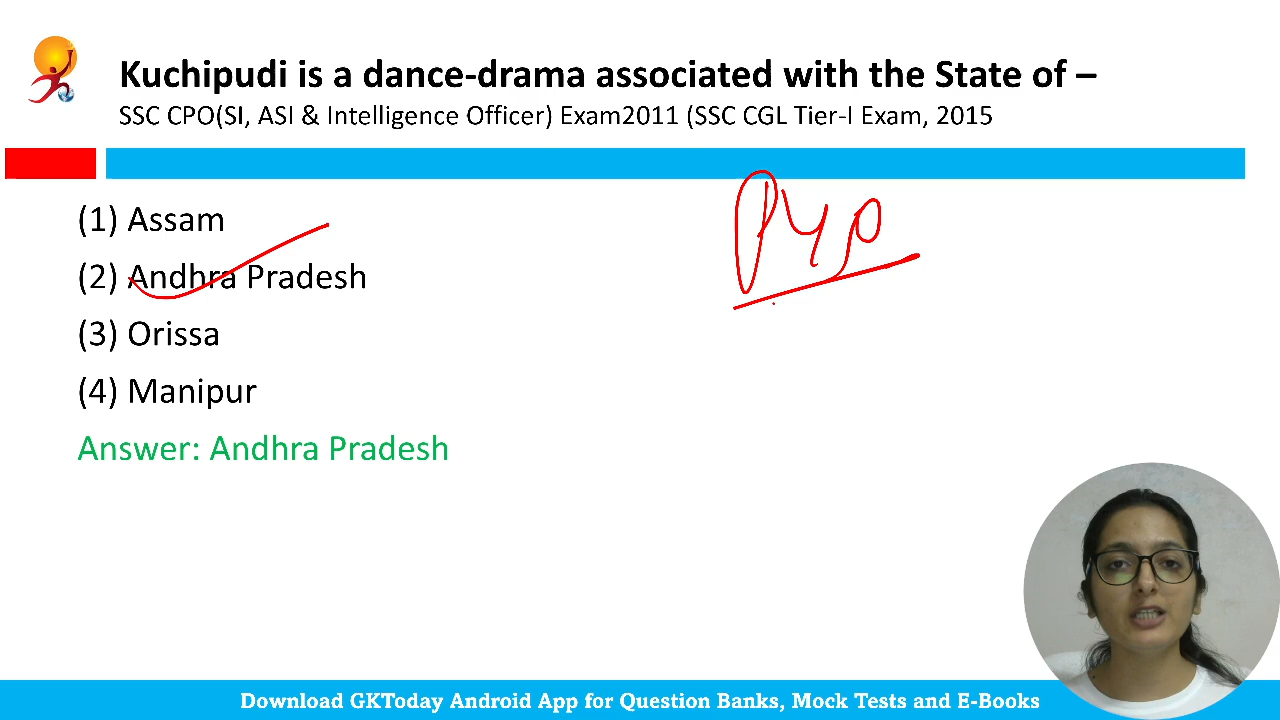 Kuchipudi is a dance-drama associated with the State of –
SSC CPO(SI, ASI & Intelligence Officer) Exam2011 (SSC CGL Tier-I Exam, 2015
(1) Assam
(2) Andhra Pradesh
(3) Orissa
(4) Manipur
Answer: Andhra Pradesh
Download GKToday Android App for Question Banks, Mock Tests and E-Books